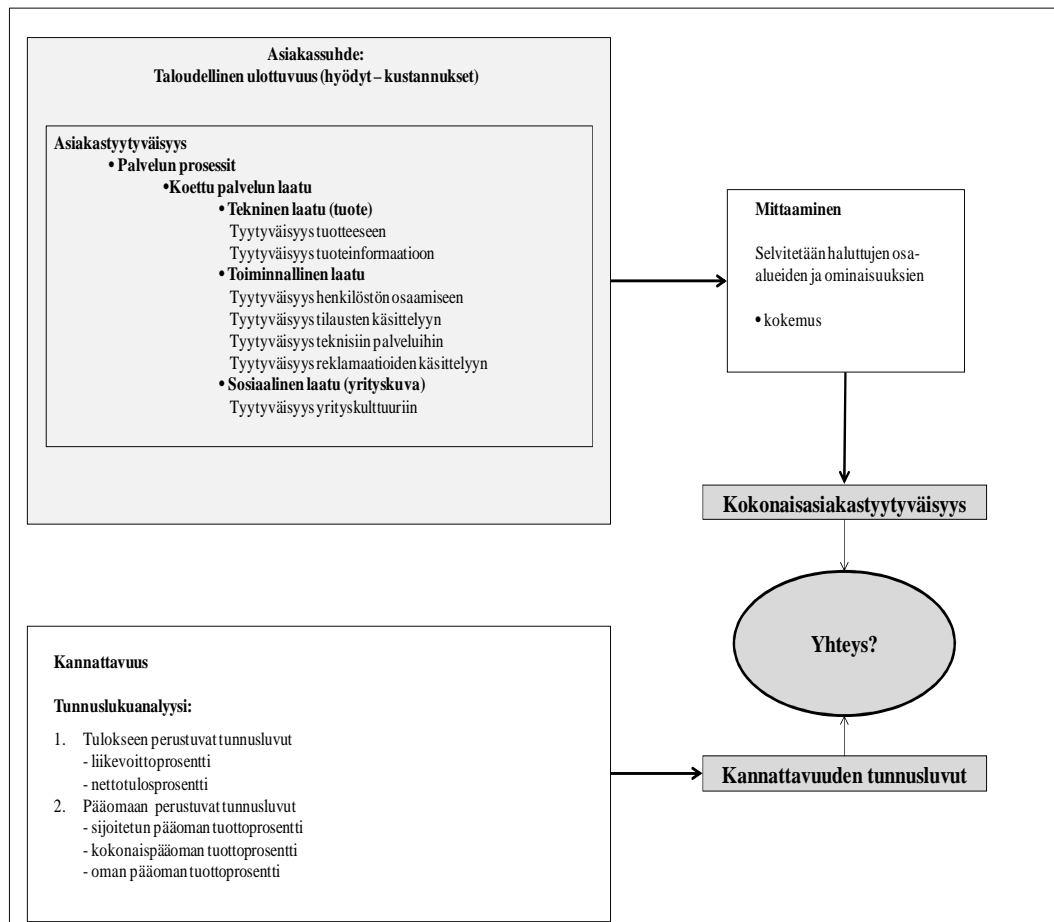 Asiakassuhde:
Taloudellinen ulottuvuus (hyödyt – kustannukset)
Asiakastyytyväisyys
• Palvelun prosessit
•Koettu palvelun laatu
• Tekninen laatu (tuote)
Tyytyväisyys tuotteeseen
Tyytyväisyys tuoteinformaatioon
• Toiminnallinen laatu
Tyytyväisyys henkilöstön osaamiseen
Tyytyväisyys tilausten käsittelyyn
Tyytyväisyys teknisiin palveluihin
Tyytyväisyys reklamaatioiden käsittelyyn
• Sosiaalinen laatu (yrityskuva)
Tyytyväisyys yrityskulttuuriin
Mittaaminen
Selvitetään haluttujen osa-
alueiden ja ominaisuuksien
• kokemus
Kokonaisasiakastyytyväisyys
Yhteys?
Kannattavuus
Tunnuslukuanalyysi:
1. Tulokseen perustuvat tunnusluvut
- liikevoittoprosentti
- nettotulosprosentti
2. Pääomaan perustuvat tunnusluvut
- sijoitetun pääoman tuottoprosentti
- kokonaispääoman tuottoprosentti
- oman pääoman tuottoprosentti
Kannattavuuden tunnusluvut